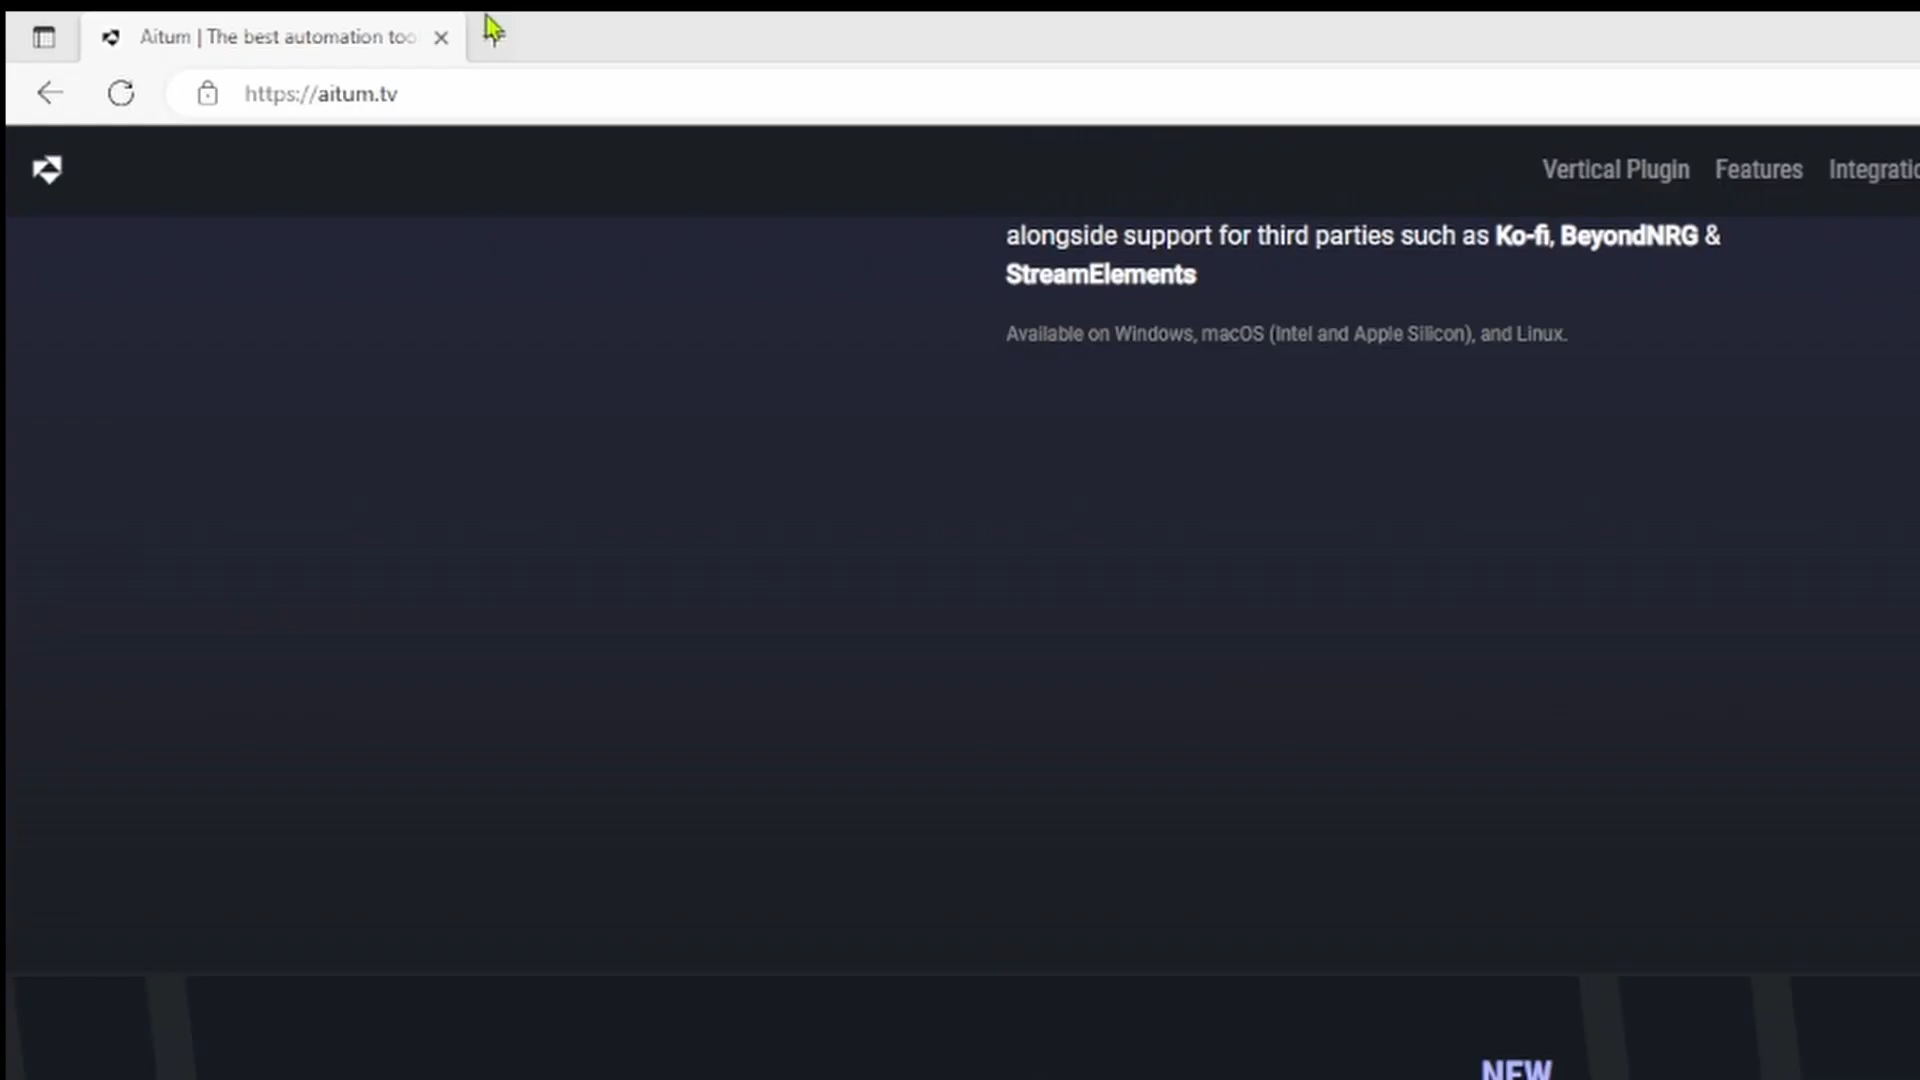 Aitum | The best automation too
https://aitum.tv
Vertical Plugin Features Integratio
alongside support for third parties such as Ko-fi, BeyondNRG &
StreamElements
Available on Windows, macOS (Intel and Apple Silicon), and Linux.
NEW